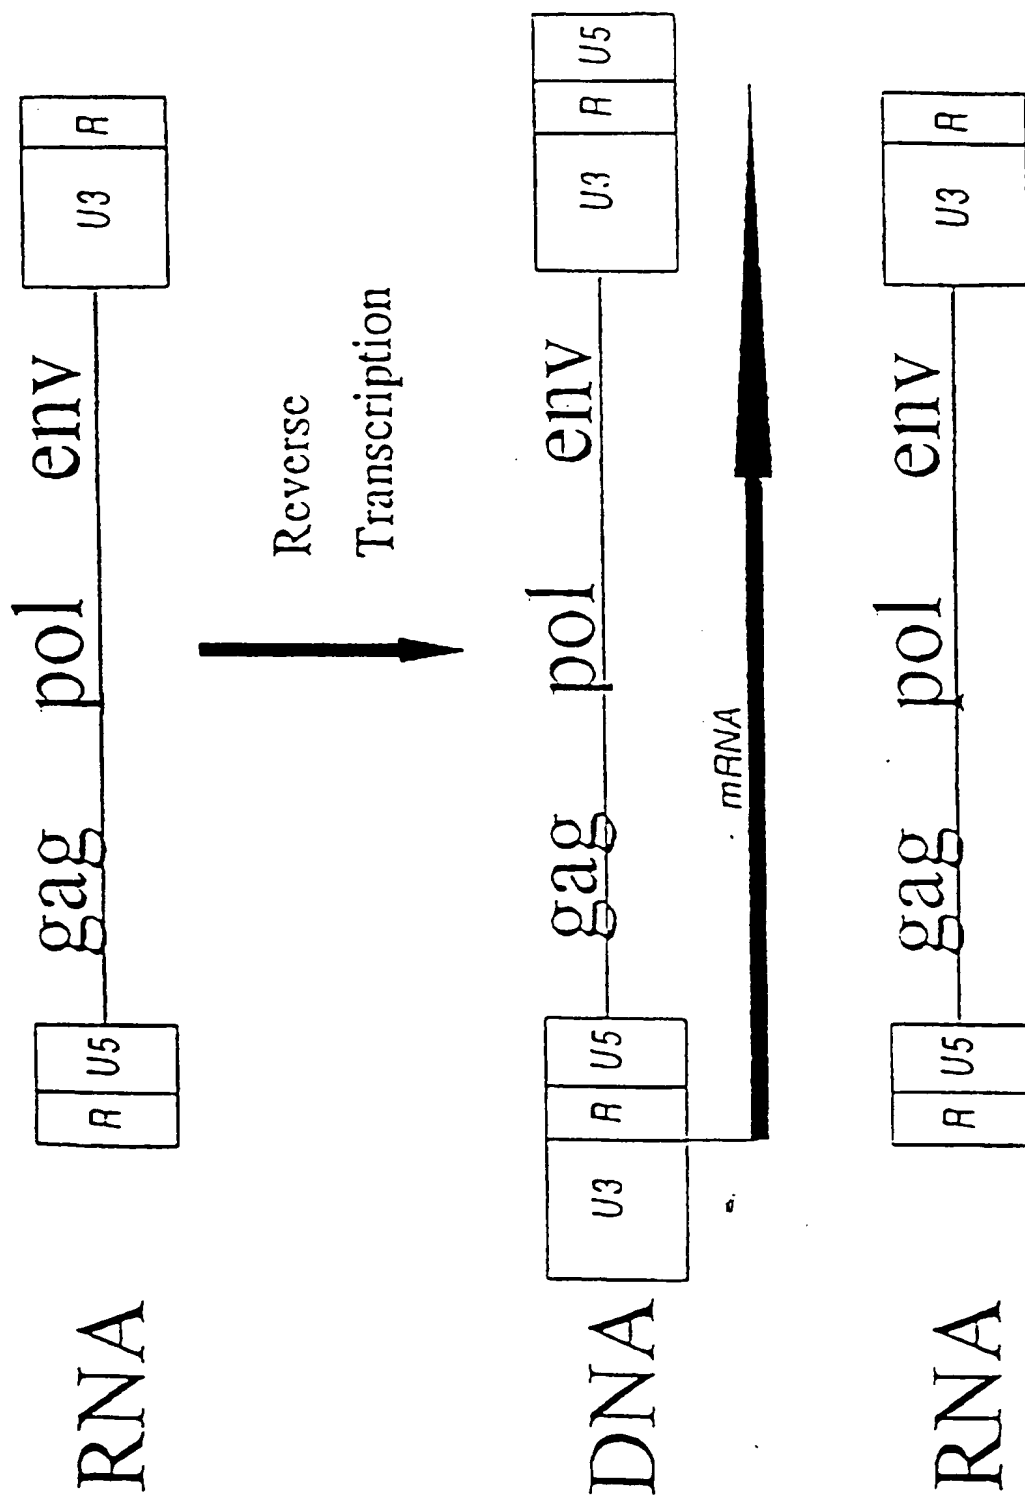 RNA R U5 gag pol env U3 R
Reverse
Transcription
DNA U3 R U5 gag pol env U3 R U5
mRNA
RNA R U5 gag pol env U3 R